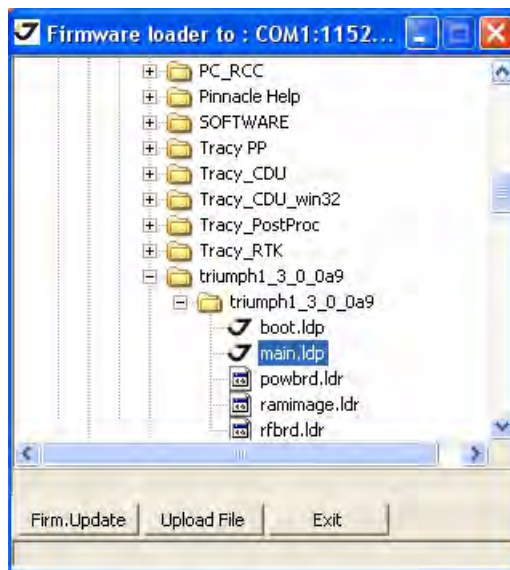 Firmware loader to : COM1:1152...
PC_RCC
Pinnacle Help
SOFTWARE
Tracy PP
Tracy_CDU
Tracy_CDU_win32
Tracy_PostProc
Tracy_RTK
triumph1_3_0_0a9
triumph1_3_0_0a9
boot.ldp
main.ldp
powbrd.ldr
ramimage.ldr
rfbrd.ldr
Firm.Update Upload File Exit